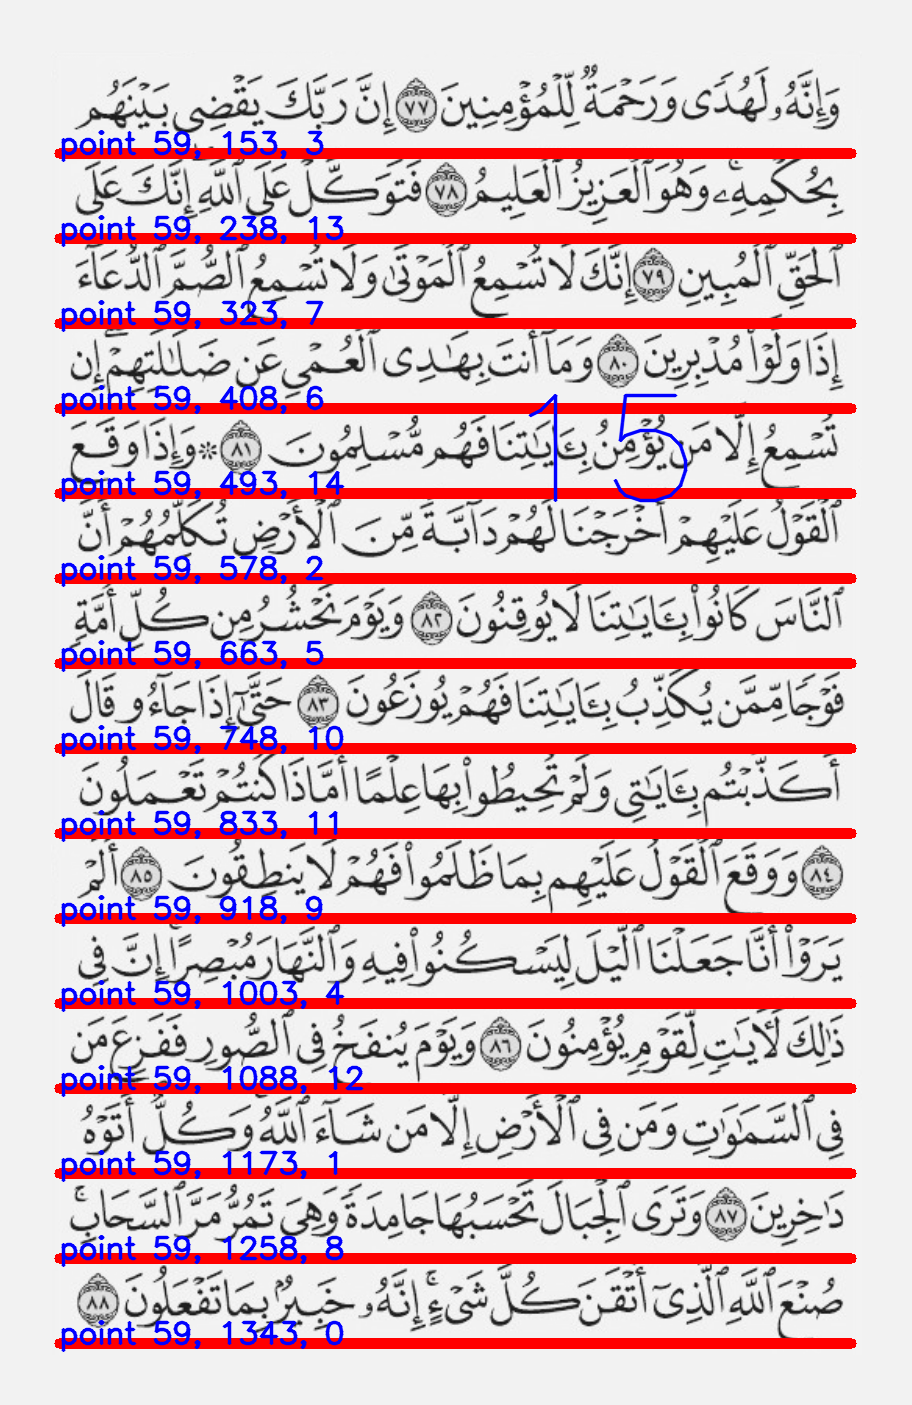 وَإِنَّهُۥ لَهُدًى وَرَحْمَةٌ لِّلْمُؤْمِنِينَ ٧٧ إِنَّ رَبَّكَ يَقْضِى بَيْنَهُم
point 59, 153, 3
بِحُكْمِهِۦۚ وَهُوَ ٱلْعَزِيزُ ٱلْعَلِيمُ ٧٨ فَتَوَكَّلْ عَلَى ٱللَّهِ إِنَّكَ عَلَى
point 59, 238, 13
ٱلْحَقِّ ٱلْمُبِينِ ٧٩ إِنَّكَ لَا تُسْمِعُ ٱلْمَوْتَىٰ وَلَا تُسْمِعُ ٱلصُّمَّ ٱلدُّعَآءَ
point 59, 323, 7
إِذَا وَلَّوْا۟ مُدْبِرِينَ ٨٠ وَمَآ أَنتَ بِهَـٰدِى ٱلْعُمْىِ عَن ضَلَـٰلَتِهِمْ إِن
point 59, 408, 6
15
تُسْمِعُ إِلَّا مَن يُؤْمِنُ بِـَٔايَـٰتِنَا فَهُم مُّسْلِمُونَ ٨١ ۞ وَإِذَا وَقَعَ
point 59, 493, 14
ٱلْقَوْلُ عَلَيْهِمْ أَخْرَجْنَا لَهُمْ دَآبَّةً مِّنَ ٱلْأَرْضِ تُكَلِّمُهُمْ أَنَّ
point 59, 578, 2
ٱلنَّاسَ كَانُوا۟ بِـَٔايَـٰتِنَا لَا يُوقِنُونَ ٨٢ وَيَوْمَ نَحْشُرُ مِن كُلِّ أُمَّةٍ
point 59, 663, 5
فَوْجًا مِّمَّن يُكَذِّبُ بِـَٔايَـٰتِنَا فَهُمْ يُوزَعُونَ ٨٣ حَتَّىٰٓ إِذَا جَآءُو قَالَ
point 59, 748, 10
أَكَذَّبْتُم بِـَٔايَـٰتِى وَلَمْ تُحِيطُوا۟ بِهَا عِلْمًا أَمَّاذَا كُنتُمْ تَعْمَلُونَ
point 59, 833, 11
٨٤ وَوَقَعَ ٱلْقَوْلُ عَلَيْهِم بِمَا ظَلَمُوا۟ فَهُمْ لَا يَنطِقُونَ ٨٥ أَلَمْ
point 59, 918, 9
يَرَوْا۟ أَنَّا جَعَلْنَا ٱلَّيْلَ لِيَسْكُنُوا۟ فِيهِ وَٱلنَّهَارَ مُبْصِرًا إِنَّ فِى
point 59, 1003, 4
ذَٰلِكَ لَـَٔايَـٰتٍ لِّقَوْمٍ يُؤْمِنُونَ ٨٦ وَيَوْمَ يُنفَخُ فِى ٱلصُّورِ فَفَزِعَ مَن
point 59, 1088, 12
فِى ٱلسَّمَـٰوَٰتِ وَمَن فِى ٱلْأَرْضِ إِلَّا مَن شَآءَ ٱللَّهُ وَكُلٌّ أَتَوْهُ
point 59, 1173, 1
دَٰخِرِينَ ٨٧ وَتَرَى ٱلْجِبَالَ تَحْسَبُهَا جَامِدَةً وَهِىَ تَمُرُّ مَرَّ ٱلسَّحَابِۚ
point 59, 1258, 8
صُنْعَ ٱللَّهِ ٱلَّذِىٓ أَتْقَنَ كُلَّ شَىْءٍۚ إِنَّهُۥ خَبِيرٌۢ بِمَا تَفْعَلُونَ ٨٨
point 59, 1343, 0